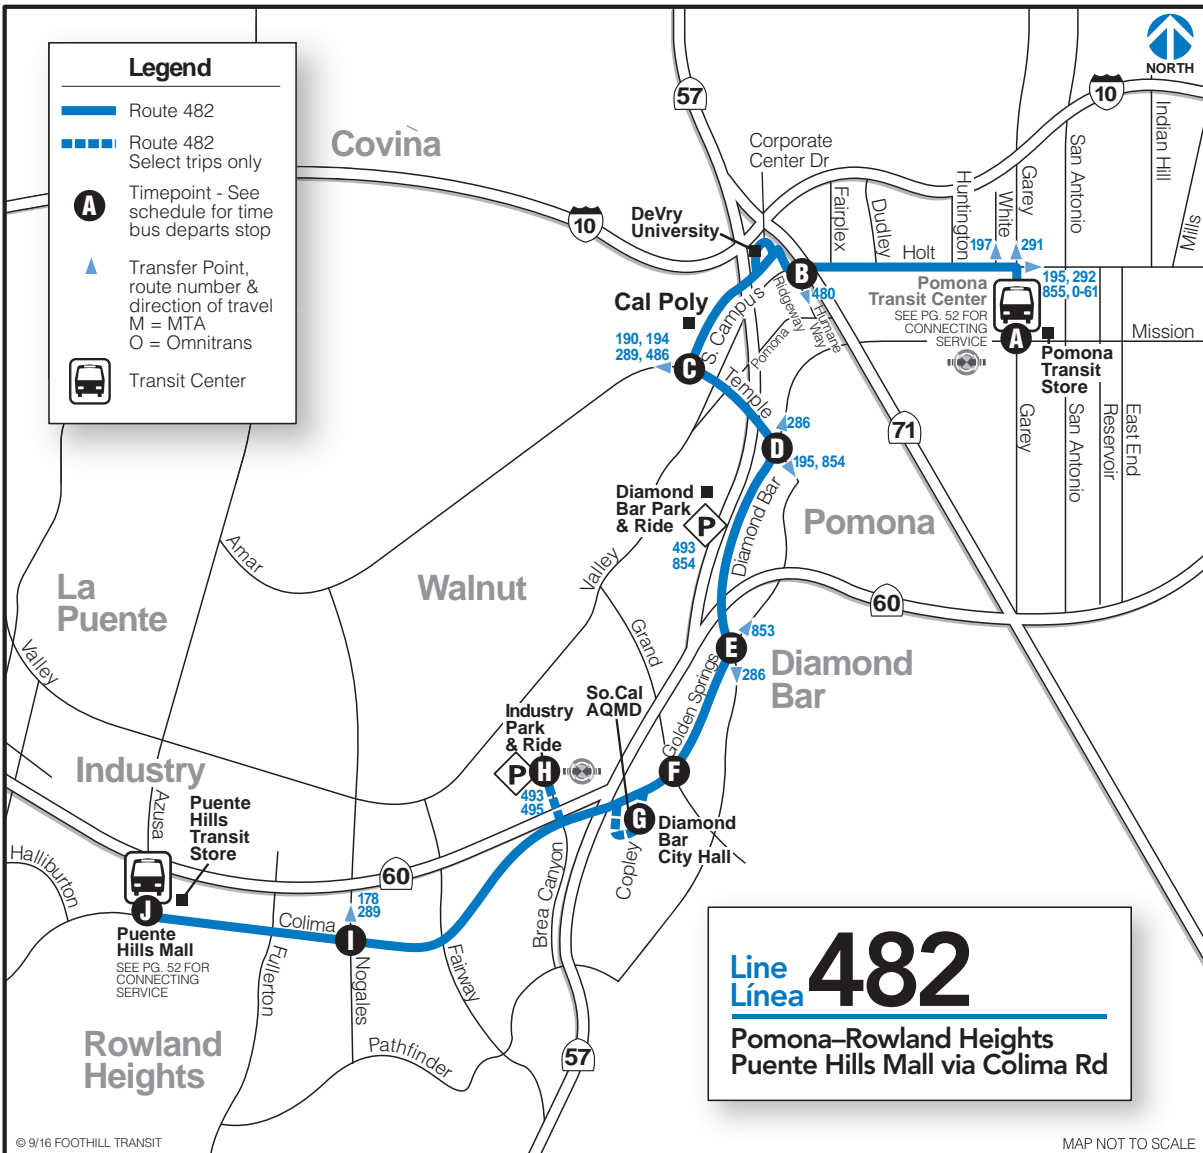 Legend
Route 482
Route 482
Select trips only
A
Timepoint - See
schedule for time
bus departs stop
Transfer Point,
route number &
direction of travel
M = MTA
O = Omnitrans
Transit Center
NORTH
Covina
57
10
10
Corporate
Center Dr
DeVry
University
Fairplex
Dudley
Huntington
White
Garey
San Antonio
Indian Hill
Mills
Holt
197
291
195, 292
855, 0-61
B
480
Ridgeway
Humane
Way
Pomona
Transit Center
SEE PG. 52 FOR
CONNECTING
SERVICE
A
Mission
Pomona
Transit
Store
Cal Poly
190, 194
289, 486
C
S. Campus
Pomona
Temple
286
D
195, 854
71
Garey
San Antonio
Reservoir
East End
Diamond
Bar Park
& Ride
P
493
854
Diamond Bar
Pomona
Amar
La
Puente
Walnut
Valley
60
Valley
Grand
853
E
286
Diamond
Bar
Golden Springs
So.Cal
AQMD
Industry
Park
& Ride
P
H
493
495
F
G
Diamond
Bar
City Hall
Copley
Industry
Azusa
Puente
Hills
Transit
Store
Halliburton
60
178
289
J
Colima
I
Puente
Hills Mall
SEE PG. 52 FOR
CONNECTING
SERVICE
Fullerton
Nogales
Fairway
Brea Canyon
Pathfinder
57
Rowland
Heights
Line
Línea
482
Pomona–Rowland Heights
Puente Hills Mall via Colima Rd
© 9/16 FOOTHILL TRANSIT
MAP NOT TO SCALE